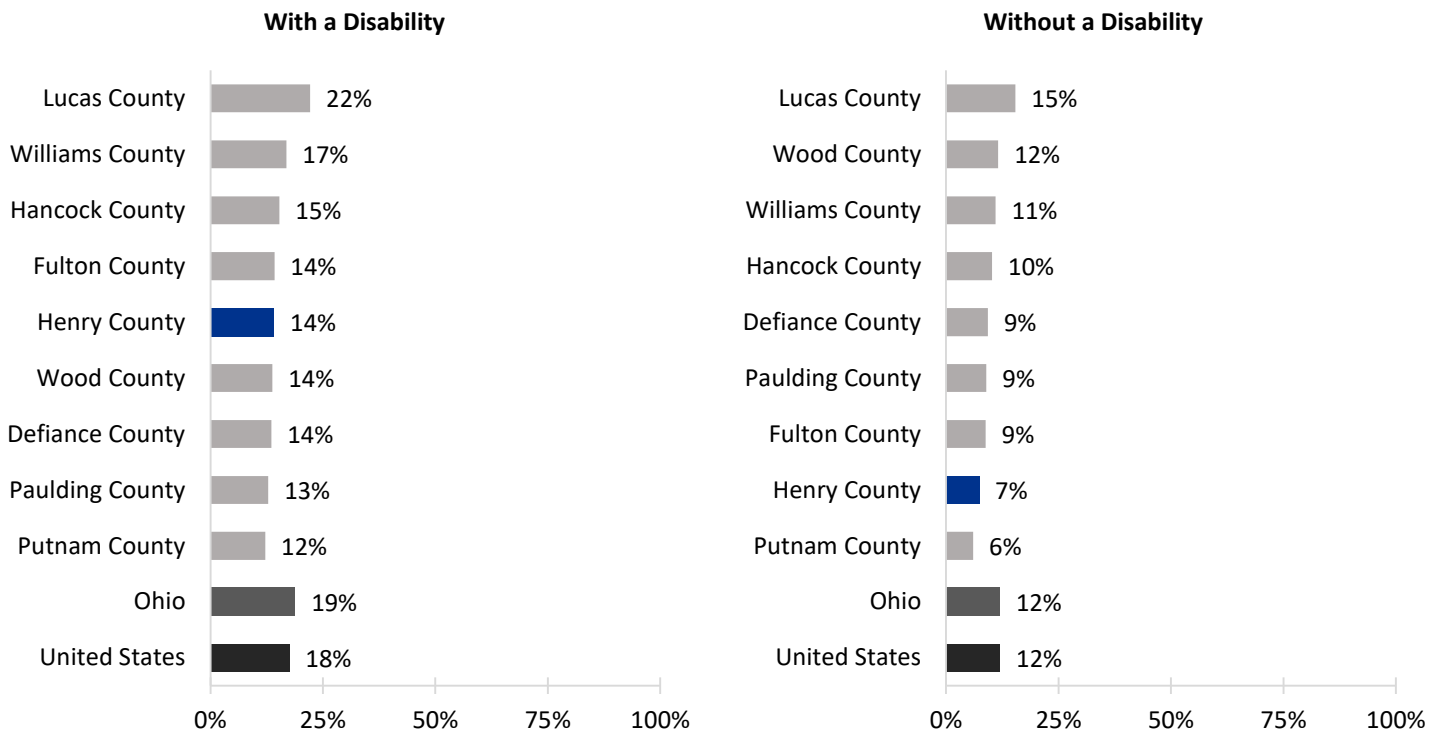 With a Disability
Lucas County 22%
Williams County 17%
Hancock County 15%
Fulton County 14%
Henry County 14%
Wood County 14%
Defiance County 14%
Paulding County 13%
Putnam County 12%
Ohio 19%
United States 18%
0% 25% 50% 75% 100%
Without a Disability
Lucas County 15%
Wood County 12%
Williams County 11%
Hancock County 10%
Defiance County 9%
Paulding County 9%
Fulton County 9%
Henry County 7%
Putnam County 6%
Ohio 12%
United States 12%
0% 25% 50% 75% 100%